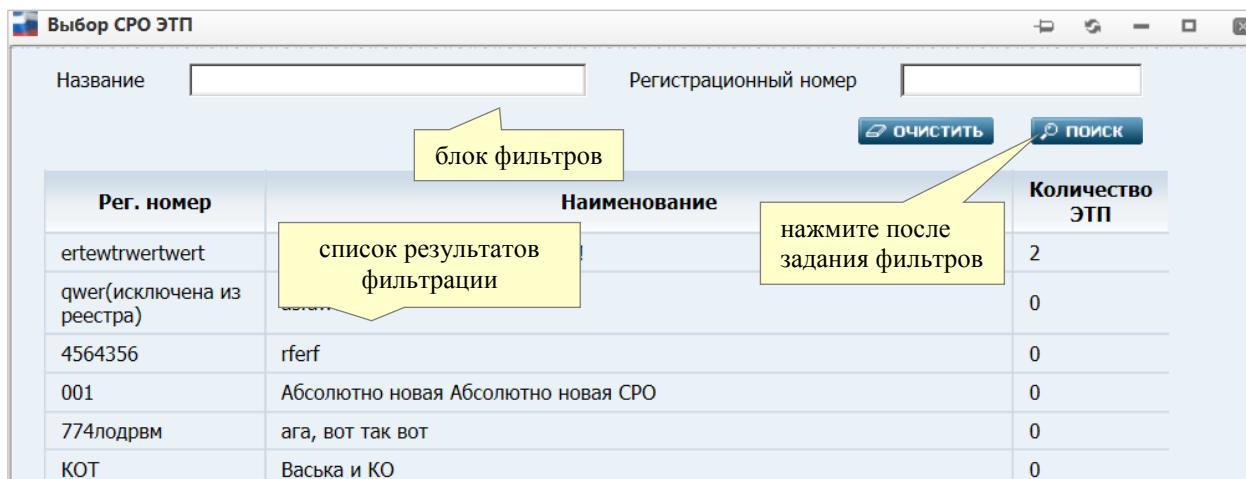 Выбор СРО ЭТП
Название Регистрационный номер
ОЧИСТИТЬ ПОИСК
блок фильтров
Рег. номер Наименование Количество ЭТП
нажмите после
задания фильтров
список результатов
фильтрации
ertewtrwertwert ! 2
qwer(исключена из
реестра) 0
4564356 rferf 0
001 Абсолютно новая Абсолютно новая СРО 0
774лодрвм ага, вот так вот 0
КОТ Васька и КО 0